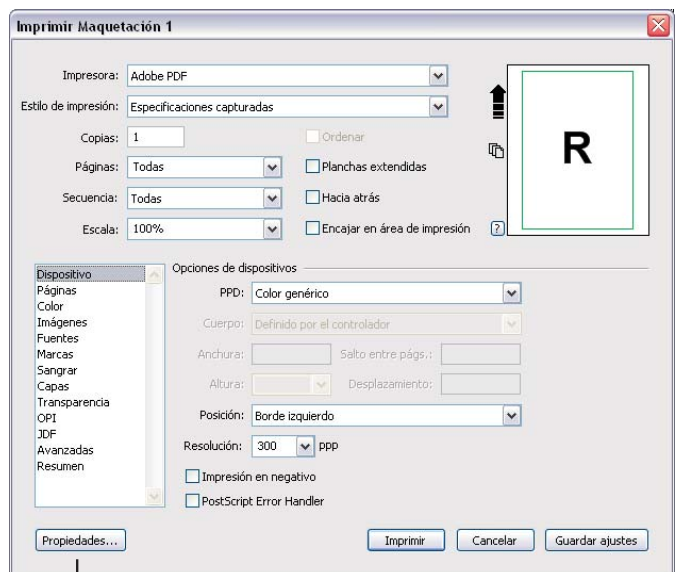 Imprimir Maquetación 1
Impresora: Adobe PDF
Estilo de impresión: Especificaciones capturadas
Copias: 1 Ordenar
Páginas: Todas Planchas extendidas
Secuencia: Todas Hacia atrás
Escala: 100% Encajar en área de impresión ?
R
Dispositivo
Páginas
Color
Imágenes
Fuentes
Marcas
Sangrar
Capas
Transparencia
OPI
JDF
Avanzadas
Resumen
Opciones de dispositivos
PPD: Color genérico
Cuerpo: Definido por el controlador
Anchura: Salto entre págs.:
Altura: Desplazamiento:
Posición: Borde izquierdo
Resolución: 300 ppp
Impresión en negativo
PostScript Error Handler
Propiedades... Imprimir Cancelar Guardar ajustes